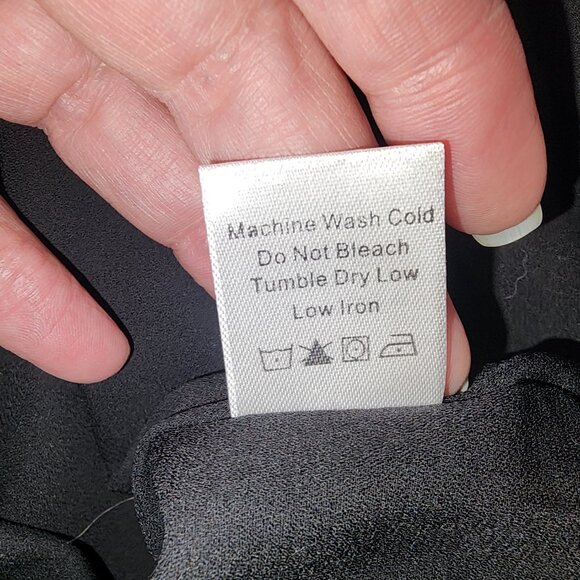 Machine Wash Cold
Do Not Bleach
Tumble Dry Low
Low Iron